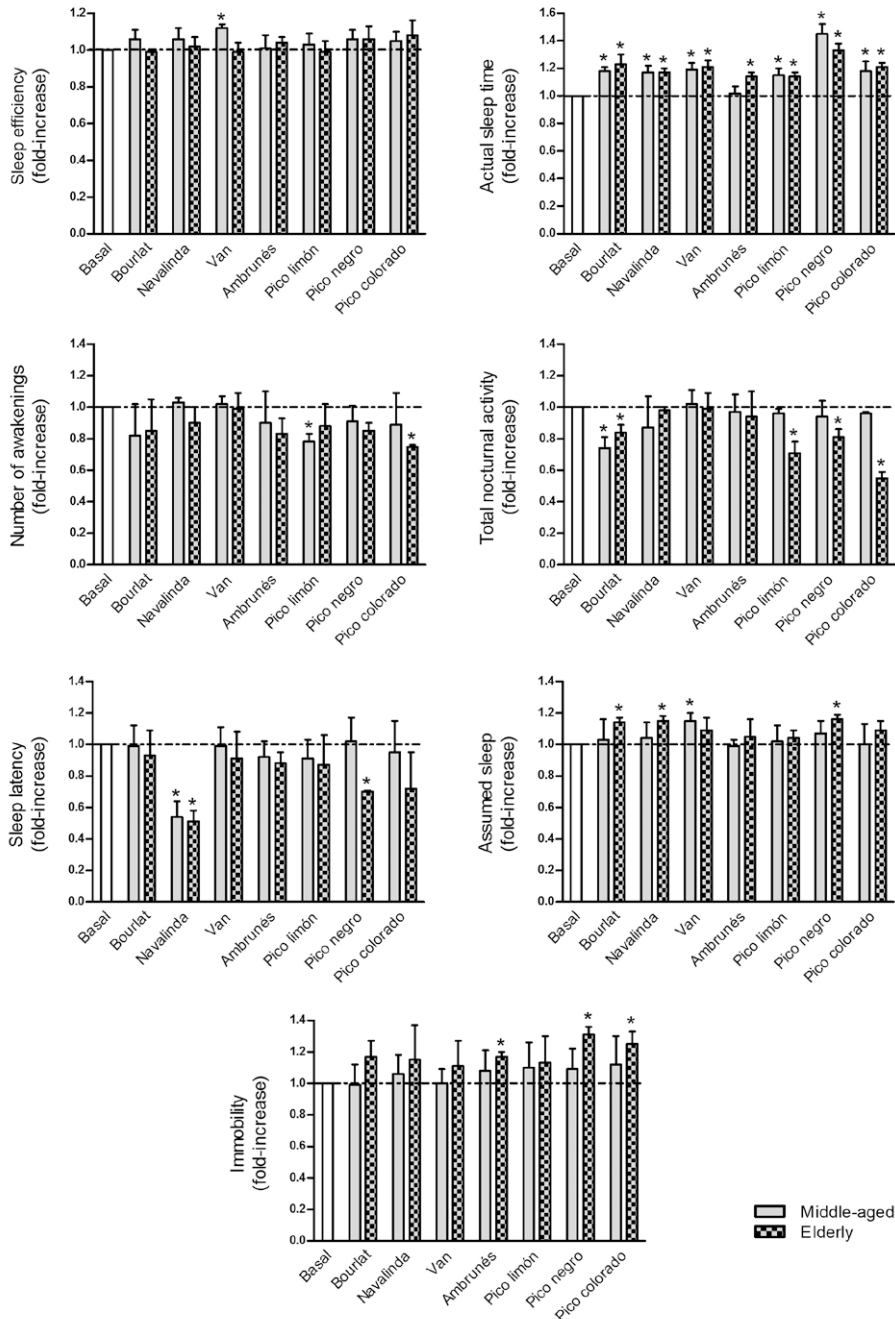 Sleep efficiency
(fold-increase)
1.2
1.0
0.8
0.6
0.4
0.2
0.0
*
Basal
Bourlat
Navalinda
Van
Ambrunés
Pico limón
Pico negro
Pico colorado
Actual sleep time
(fold-increase)
1.6
1.4
1.2
1.0
0.8
0.6
0.4
0.2
0.0
* * * * * * * * * * * * *
Basal
Bourlat
Navalinda
Van
Ambrunés
Pico limón
Pico negro
Pico colorado
Number of awakenings
(fold-increase)
1.4
1.2
1.0
0.8
0.6
0.4
0.2
0.0
* *
Basal
Bourlat
Navalinda
Van
Ambrunés
Pico limón
Pico negro
Pico colorado
Total nocturnal activity
(fold-increase)
1.4
1.2
1.0
0.8
0.6
0.4
0.2
0.0
* * * * *
Basal
Bourlat
Navalinda
Van
Ambrunés
Pico limón
Pico negro
Pico colorado
Sleep latency
(fold-increase)
1.4
1.2
1.0
0.8
0.6
0.4
0.2
0.0
* * *
Basal
Bourlat
Navalinda
Van
Ambrunés
Pico limón
Pico negro
Pico colorado
Assumed sleep
(fold-increase)
1.4
1.2
1.0
0.8
0.6
0.4
0.2
0.0
* * * *
Basal
Bourlat
Navalinda
Van
Ambrunés
Pico limón
Pico negro
Pico colorado
Immobility
(fold-increase)
1.4
1.2
1.0
0.8
0.6
0.4
0.2
0.0
* * *
Basal
Bourlat
Navalinda
Van
Ambrunés
Pico limón
Pico negro
Pico colorado
Middle-aged
Elderly